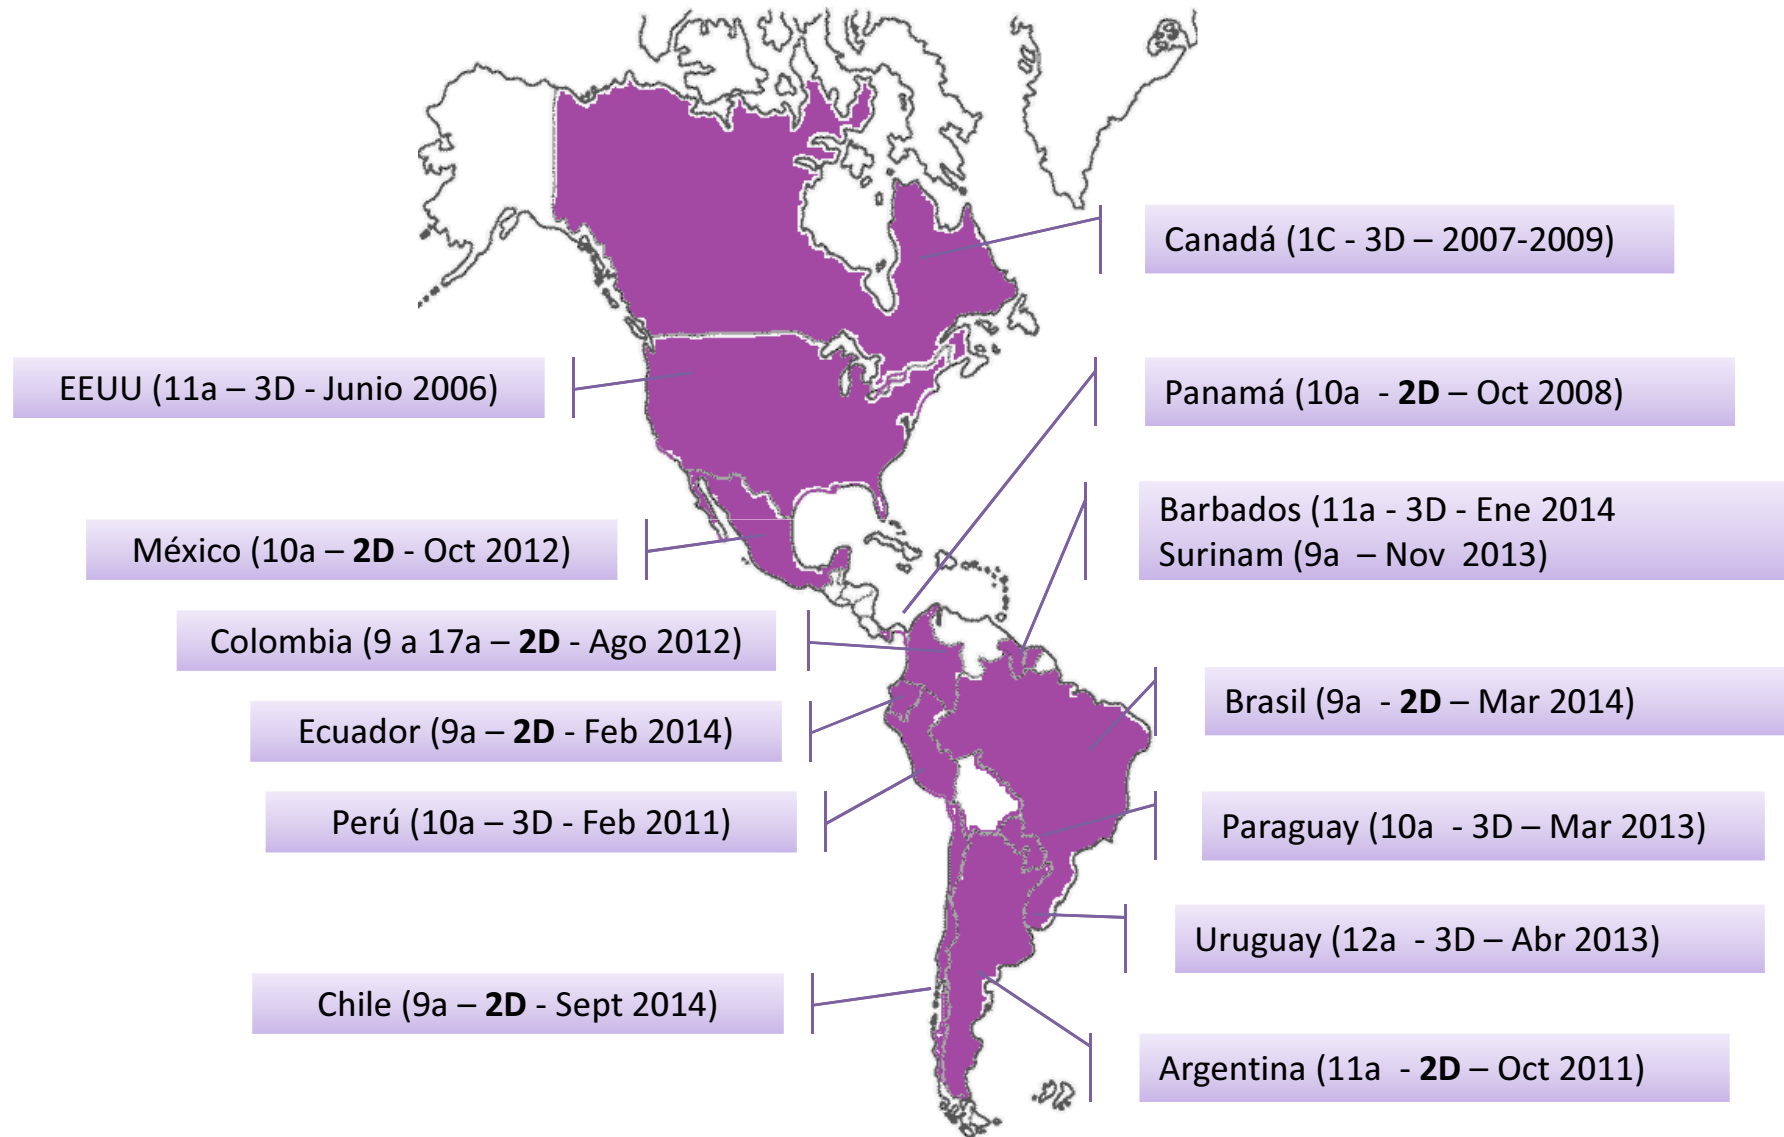 Canadá (1C - 3D – 2007-2009)
EEUU (11a – 3D - Junio 2006)
Panamá (10a - 2D – Oct 2008)
Barbados (11a - 3D - Ene 2014
Surinam (9a – Nov 2013)
México (10a – 2D - Oct 2012)
Colombia (9 a 17a – 2D - Ago 2012)
Brasil (9a - 2D – Mar 2014)
Ecuador (9a – 2D - Feb 2014)
Perú (10a – 3D - Feb 2011)
Paraguay (10a - 3D – Mar 2013)
Uruguay (12a - 3D – Abr 2013)
Chile (9a – 2D - Sept 2014)
Argentina (11a - 2D – Oct 2011)